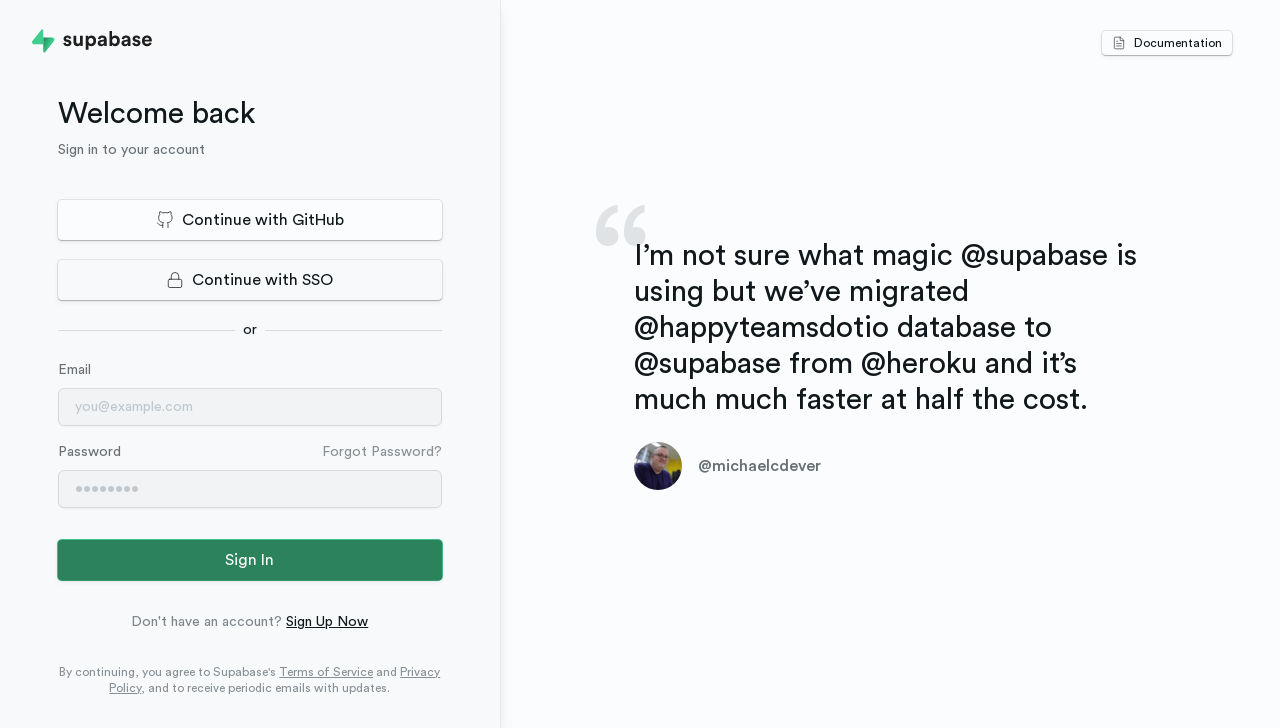 supabase
Documentation
Welcome back
Sign in to your account
Continue with GitHub
Continue with SSO
or
Email
you@example.com
Password
Forgot Password?
••••••••
Sign In
Don't have an account? Sign Up Now
By continuing, you agree to Supabase's Terms of Service and Privacy
Policy, and to receive periodic emails with updates.
“
I’m not sure what magic @supabase is
using but we’ve migrated
@happyteamsdotio database to
@supabase from @heroku and it’s
much much faster at half the cost.
@michaelcdever